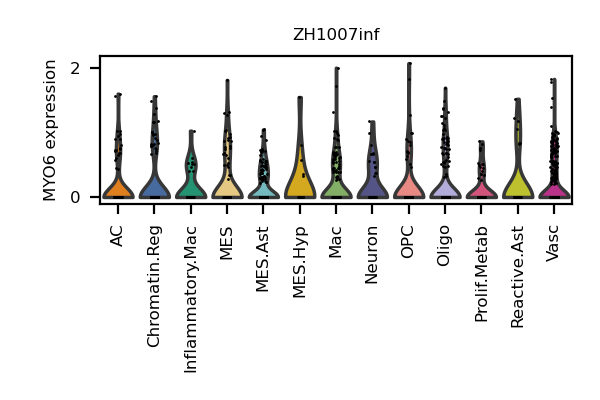 ZH1007inf
MYO6 expression
2
0
AC
Chromatin.Reg
Inflammatory.Mac
MES
MES.Ast
MES.Hyp
Mac
Neuron
OPC
Oligo
Prolif.Metab
Reactive.Ast
Vasc